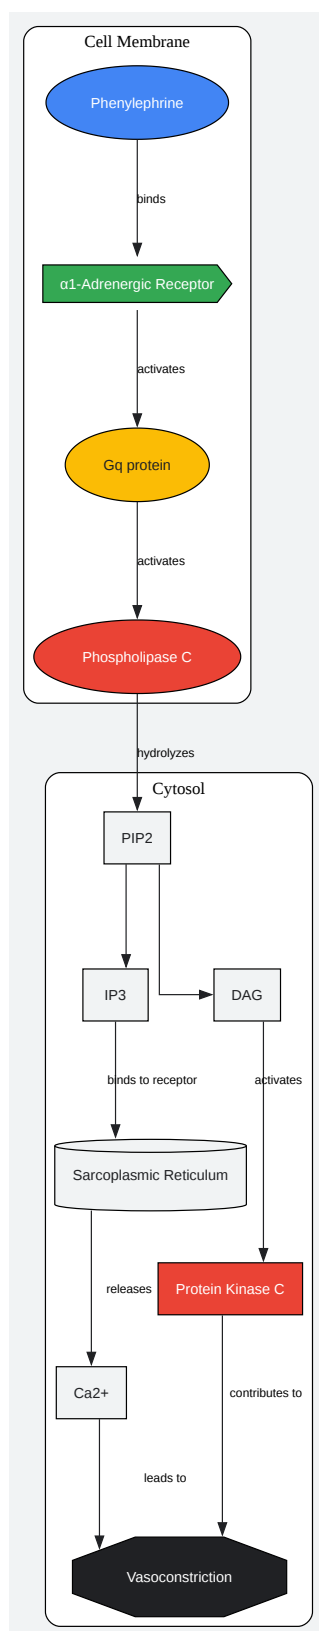 Cell Membrane
Phenylephrine
binds
α1-Adrenergic Receptor
activates
Gq protein
activates
Phospholipase C
hydrolyzes
Cytosol
PIP2
IP3
DAG
binds to receptor
activates
Sarcoplasmic Reticulum
releases
Protein Kinase C
Ca2+
contributes to
leads to
Vasoconstriction